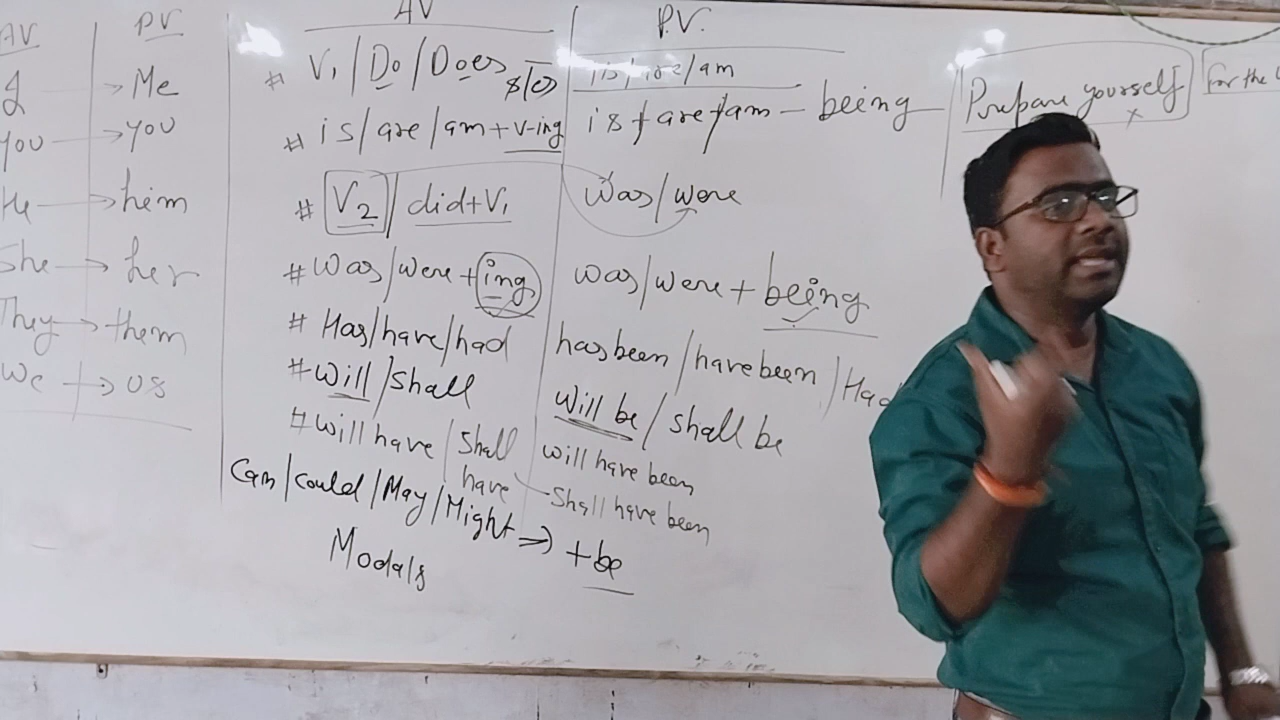 AV PV
I → Me
You → you
He → him
She → her
They → them
We → us
AV P.V.
# V1/Do/Does s/es is/are/am
# is/are/am+v-ing is/are/am – being
# V2/did+V1 Was/were
# Was/were + ing was/were + being
# Has/have/had has been/have been/Had
# will/shall Will be/shall be
# will have/shall have will have been
Shall have been
Can/could/May/Might ⇒ + be
Modals
Prepare yourself
x
For the